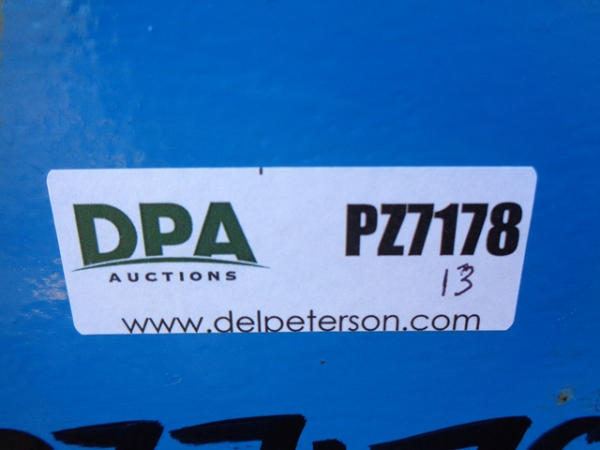 DPA
AUCTIONS
PZ7178
13
www.delpeterson.com